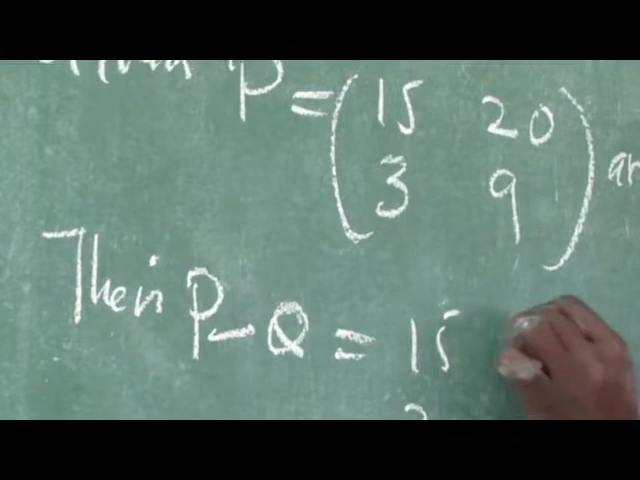 P = (15 20
3 9)
Then P - Q = 15